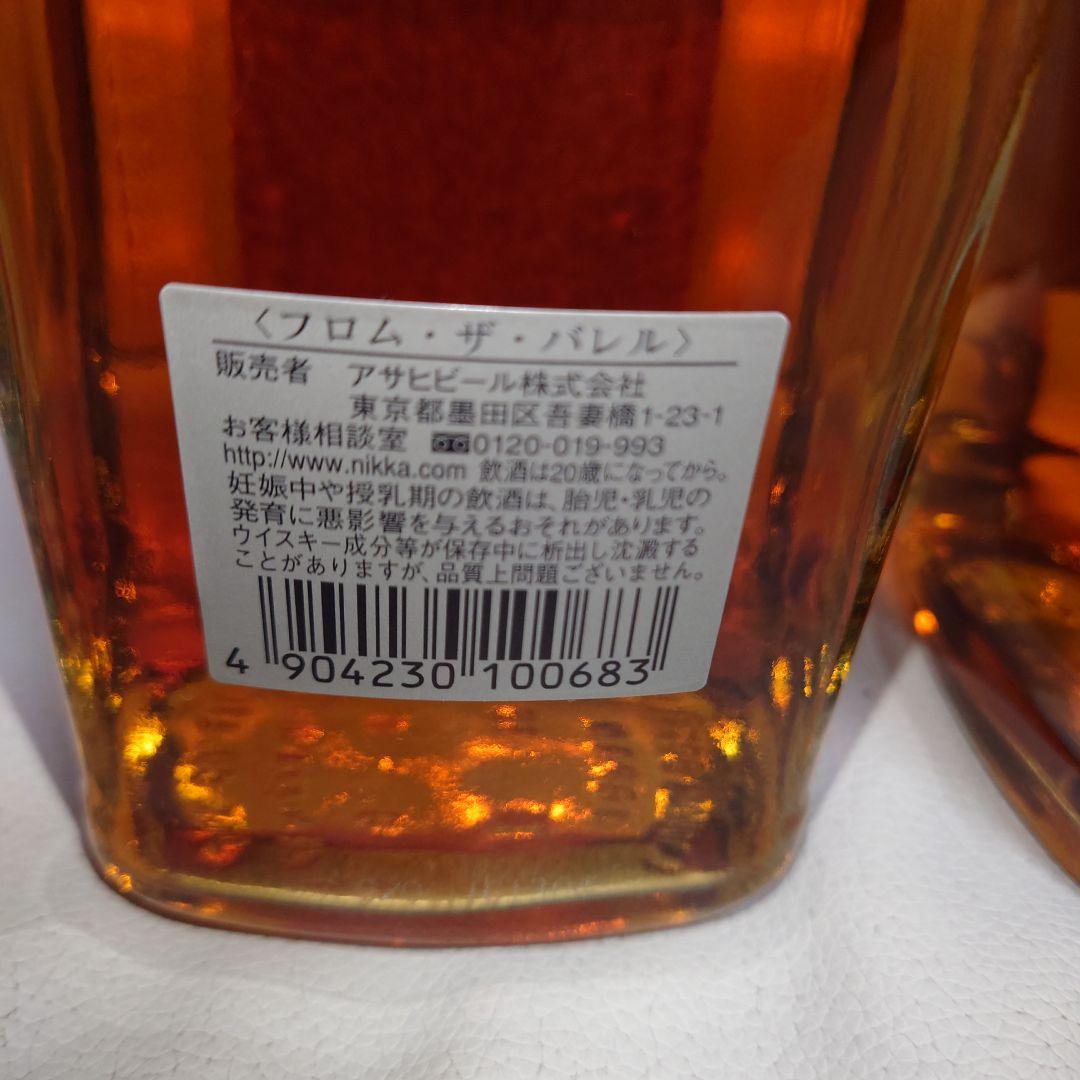 〈フロム・ザ・バレル〉
販売者 アサヒビール株式会社
東京都墨田区吾妻橋1-23-1
お客様相談室 0120-019-993
http://www.nikka.com 飲酒は20歳になってから。
妊娠中や授乳期の飲酒は、胎児・乳児の
発育に悪影響を与えるおそれがあります。
ウイスキー成分等が保存中に析出し沈澱する
ことがありますが、品質上問題ございません。
4 904230 100683